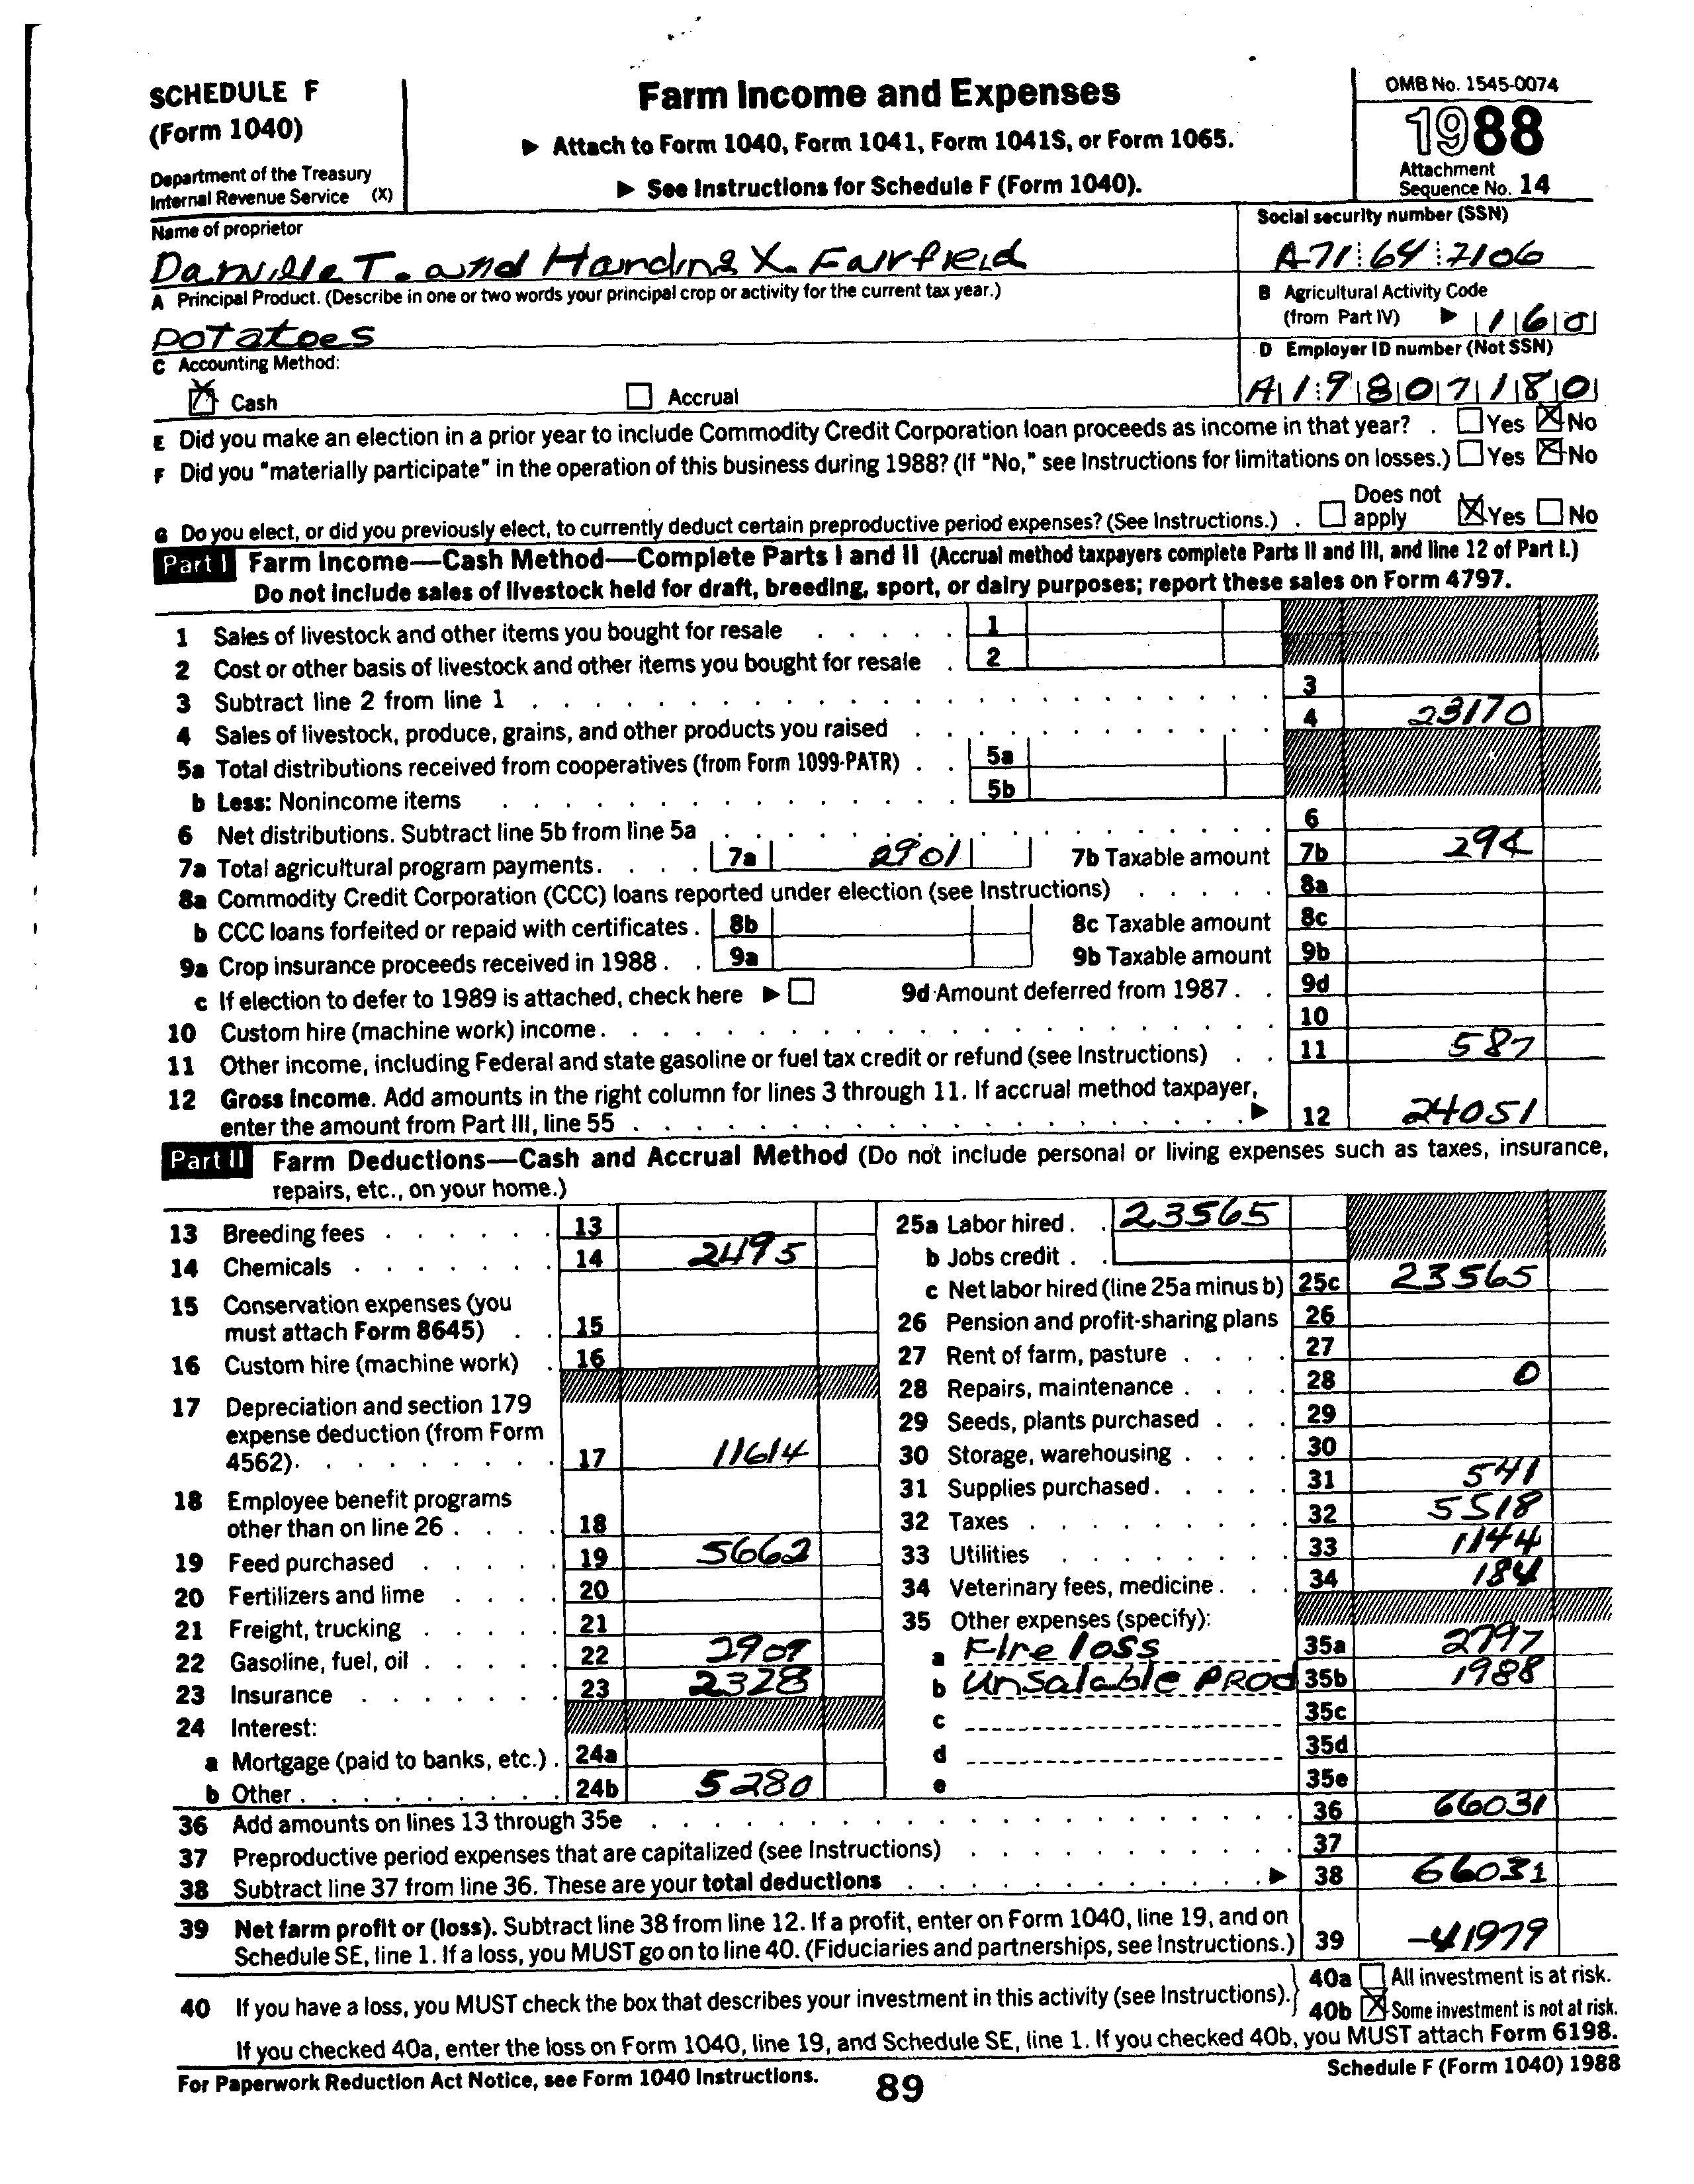 SCHEDULE F
(Form 1040)
Department of the Treasury
Internal Revenue Service (X)
Farm Income and Expenses
▶ Attach to Form 1040, Form 1041, Form 1041S, or Form 1065.
▶ See Instructions for Schedule F (Form 1040).
OMB No. 1545-0074
1988
Attachment
Sequence No. 14
Name of proprietor
Danville T. and Harding X. Fairfield
Social security number (SSN)
A71 64 7106
A Principal Product. (Describe in one or two words your principal crop or activity for the current tax year.)
potatoes
B Agricultural Activity Code
(from Part IV) ▶ 160
C Accounting Method:
Cash Accrual
D Employer ID number (Not SSN)
A19807180
E Did you make an election in a prior year to include Commodity Credit Corporation loan proceeds as income in that year? . Yes No
F Did you "materially participate" in the operation of this business during 1988? (If "No," see Instructions for limitations on losses.) Yes No
G Do you elect, or did you previously elect, to currently deduct certain preproductive period expenses? (See Instructions.) . Does not apply Yes No
Part I Farm Income—Cash Method—Complete Parts I and II (Accrual method taxpayers complete Parts II and III, and line 12 of Part I.)
Do not include sales of livestock held for draft, breeding, sport, or dairy purposes; report these sales on Form 4797.
1 Sales of livestock and other items you bought for resale . . . . . 1
2 Cost or other basis of livestock and other items you bought for resale . 2
3 Subtract line 2 from line 1 . . . . . 3
4 Sales of livestock, produce, grains, and other products you raised . . . . . 4 23170
5a Total distributions received from cooperatives (from Form 1099-PATR) . . 5a
b Less: Nonincome items . . . . . 5b
6 Net distributions. Subtract line 5b from line 5a . . . . . 6
7a Total agricultural program payments. . . . 7a 2901 7b Taxable amount 7b 294
8a Commodity Credit Corporation (CCC) loans reported under election (see Instructions) . . . . . 8a
b CCC loans forfeited or repaid with certificates . 8b 8c Taxable amount 8c
9a Crop insurance proceeds received in 1988 . . 9a 9b Taxable amount 9b
c If election to defer to 1989 is attached, check here ▶ 9d Amount deferred from 1987 . . 9d
10 Custom hire (machine work) income . . . . . 10
11 Other income, including Federal and state gasoline or fuel tax credit or refund (see Instructions) . . 11 587
12 Gross income. Add amounts in the right column for lines 3 through 11. If accrual method taxpayer,
enter the amount from Part III, line 55 . . . . . ▶ 12 24051
Part II Farm Deductions—Cash and Accrual Method (Do not include personal or living expenses such as taxes, insurance,
repairs, etc., on your home.)
13 Breeding fees . . . . . . 13
14 Chemicals . . . . . . . 14 2495
15 Conservation expenses (you
must attach Form 8645) . . 15
16 Custom hire (machine work) . 16
17 Depreciation and section 179
expense deduction (from Form
4562). . . . . . . . . 17 11614
18 Employee benefit programs
other than on line 26 . . . . 18
19 Feed purchased . . . . . 19 5662
20 Fertilizers and lime . . . . 20
21 Freight, trucking . . . . . 21
22 Gasoline, fuel, oil . . . . . 22 2909
23 Insurance . . . . . . . 23 2328
24 Interest:
a Mortgage (paid to banks, etc.) . 24a
b Other . . . . . . . . . 24b 5280
25a Labor hired . . 23565
b Jobs credit . .
c Net labor hired (line 25a minus b) 25c 23565
26 Pension and profit-sharing plans 26
27 Rent of farm, pasture . . . . 27
28 Repairs, maintenance . . . . 28 0
29 Seeds, plants purchased . . . 29
30 Storage, warehousing . . . . 30
31 Supplies purchased . . . . . 31 541
32 Taxes . . . . . . . . . 32 5518
33 Utilities . . . . . . . . 33 1144
34 Veterinary fees, medicine . . . 34 184
35 Other expenses (specify):
a Fire loss 35a 2797
b Unsalable PROD 35b 1988
c 35c
d 35d
e 35e
36 Add amounts on lines 13 through 35e . . . . . 36 66031
37 Preproductive period expenses that are capitalized (see Instructions) . . . . . 37
38 Subtract line 37 from line 36. These are your total deductions . . . . . ▶ 38 66031
39 Net farm profit or (loss). Subtract line 38 from line 12. If a profit, enter on Form 1040, line 19, and on
Schedule SE, line 1. If a loss, you MUST go on to line 40. (Fiduciaries and partnerships, see Instructions.) 39 -41979
40 If you have a loss, you MUST check the box that describes your investment in this activity (see Instructions).
40a All investment is at risk.
40b Some investment is not at risk.
If you checked 40a, enter the loss on Form 1040, line 19, and Schedule SE, line 1. If you checked 40b, you MUST attach Form 6198.
For Paperwork Reduction Act Notice, see Form 1040 Instructions.
89
Schedule F (Form 1040) 1988